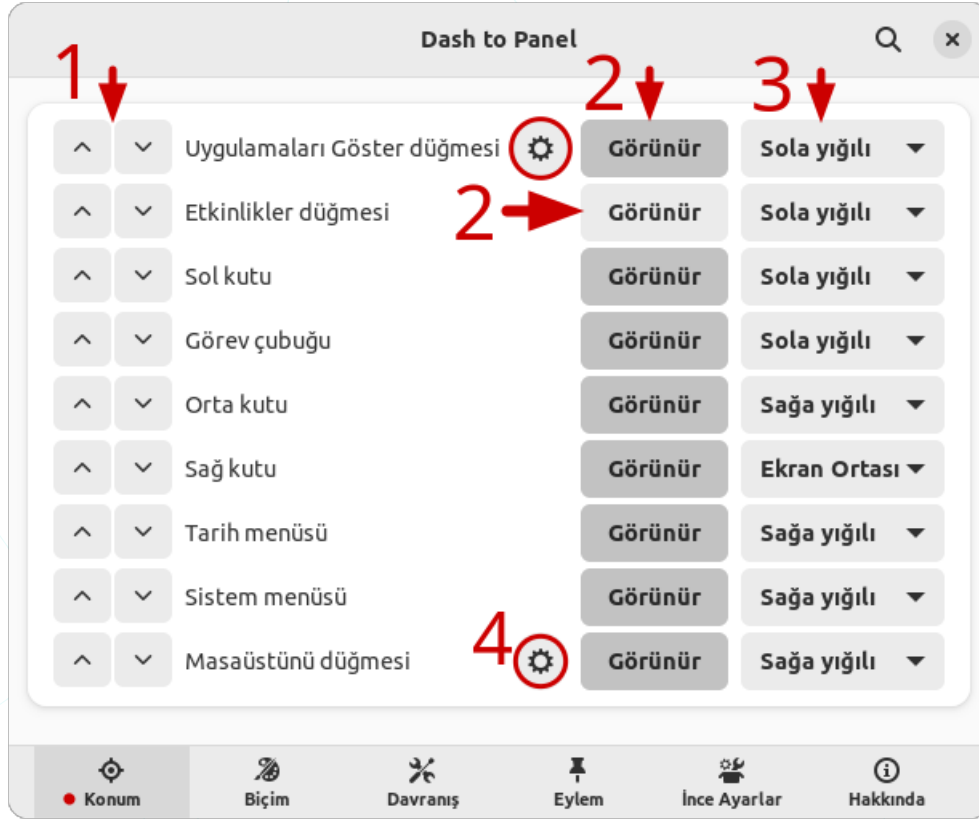 Dash to Panel
1 2 3
Uygulamaları Göster düğmesi Görünür Sola yığılı
2
Etkinlikler düğmesi Görünür Sola yığılı
Sol kutu Görünür Sola yığılı
Görev çubuğu Görünür Sola yığılı
Orta kutu Görünür Sağa yığılı
Sağ kutu Görünür Ekran Ortası
Tarih menüsü Görünür Sağa yığılı
Sistem menüsü Görünür Sağa yığılı
4
Masaüstünü düğmesi Görünür Sağa yığılı
Konum Biçim Davranış Eylem İnce Ayarlar Hakkında